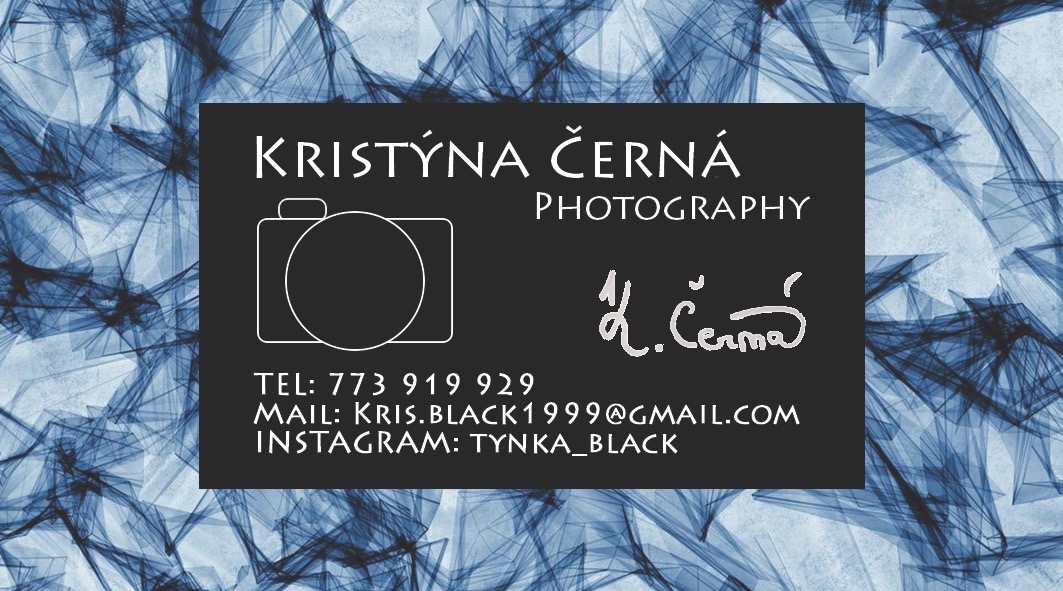 Kristýna Černá
Photography
K. Černá
TEL: 773 919 929
Mail: Kris.black1999@gmail.com
INSTAGRAM: tynka_black